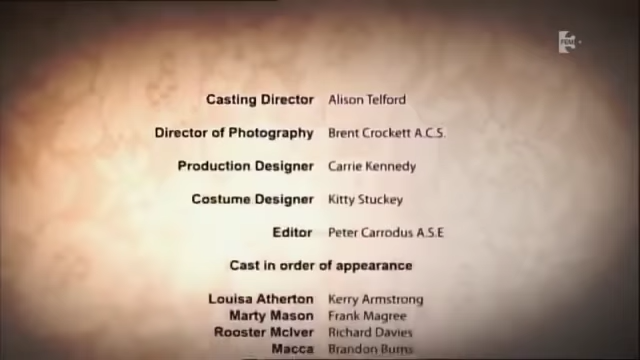 FILM+
Casting Director Alison Telford
Director of Photography Brent Crockett A.C.S.
Production Designer Carrie Kennedy
Costume Designer Kitty Stuckey
Editor Peter Carrodus A.S.E
Cast in order of appearance
Louisa Atherton Kerry Armstrong
Marty Mason Frank Magree
Rooster McIver Richard Davies
Macca Brandon Burns